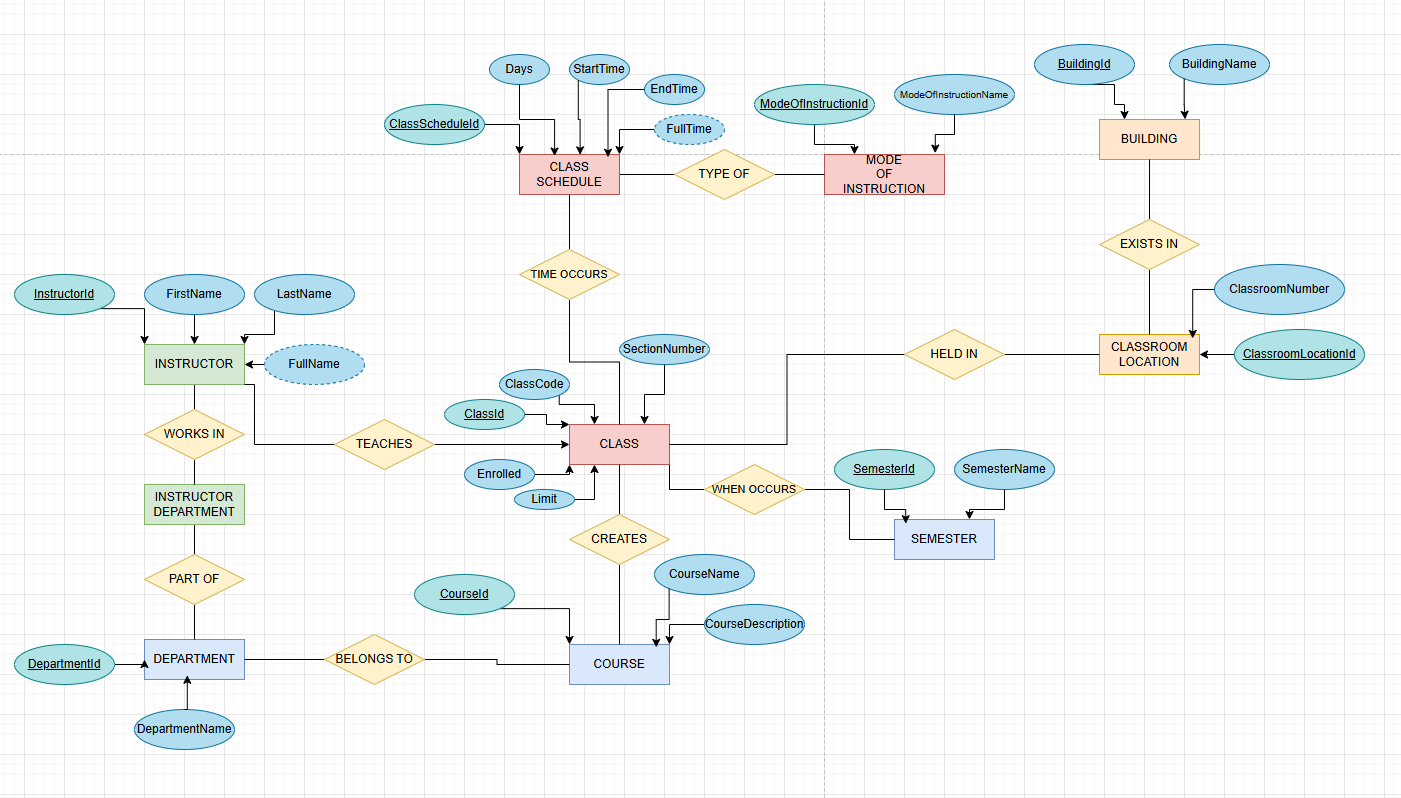 BuildingId
BuildingName
Days
StartTime
EndTime
ModeOfInstructionId
ModeOfInstructionName
ClassScheduleId
FullTime
BUILDING
CLASS
SCHEDULE
TYPE OF
MODE
OF
INSTRUCTION
EXISTS IN
TIME OCCURS
InstructorId
FirstName
LastName
ClassroomNumber
INSTRUCTOR
FullName
SectionNumber
HELD IN
CLASSROOM
LOCATION
ClassroomLocationId
ClassCode
ClassId
WORKS IN
TEACHES
CLASS
Enrolled
Limit
WHEN OCCURS
SemesterId
SemesterName
INSTRUCTOR
DEPARTMENT
CREATES
SEMESTER
PART OF
CourseId
CourseName
CourseDescription
DepartmentId
DEPARTMENT
BELONGS TO
COURSE
DepartmentName